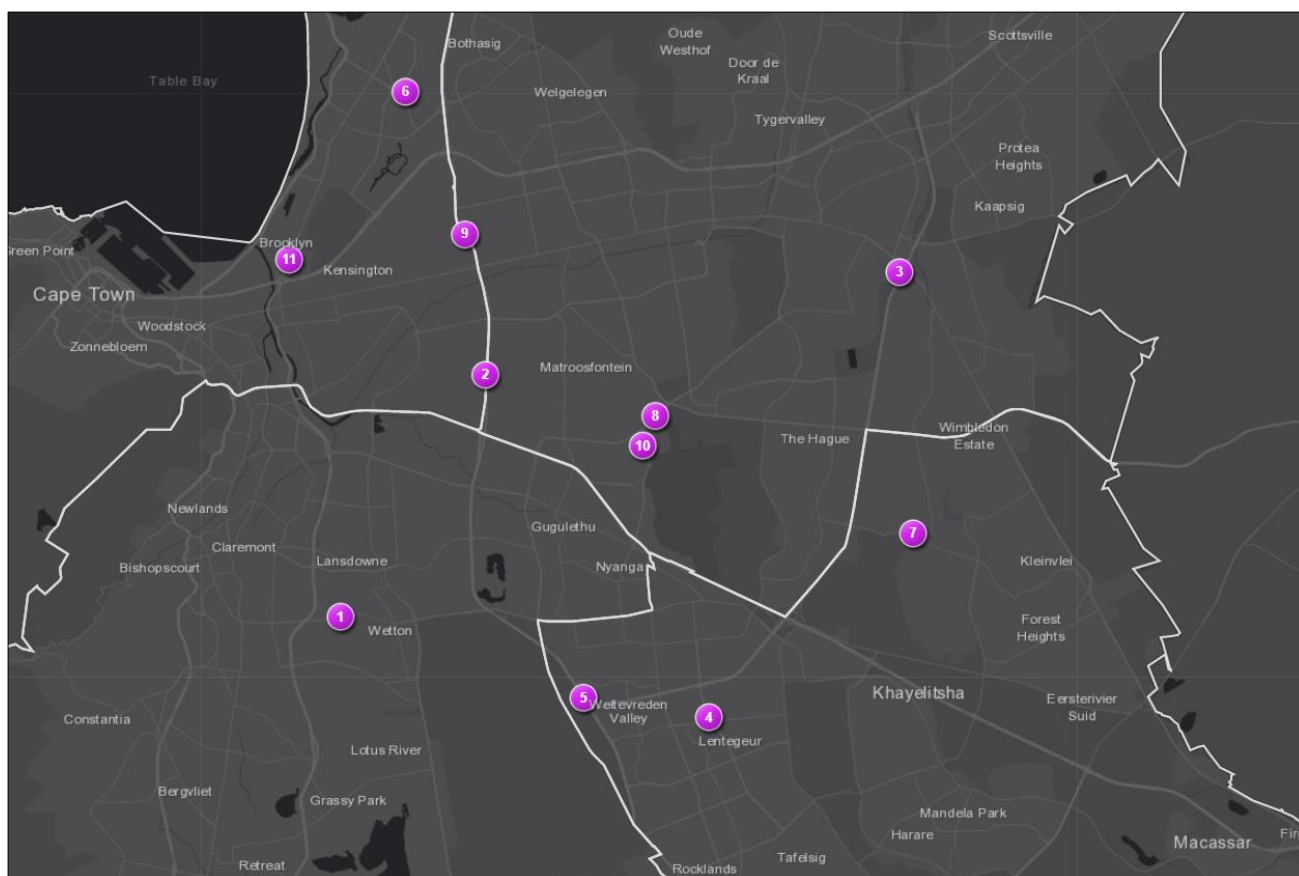 Bothasig
Oude
Westhof
Scottsville
Door de
Kraal
Table Bay
6
Welgelegen
Tygervalley
Protea
Heights
Kaapsig
9
Green Point
Brooklyn
11
Kensington
3
Cape Town
Woodstock
Zonnebloem
2
Matroosfontein
8
10
The Hague
Wimbledon
Estate
Newlands
Gugulethu
7
Claremont
Lansdowne
Bishopscourt
Nyanga
Kleinvlei
1
Wetton
Forest
Heights
5
Weltevreden
Valley
4
Khayelitsha
Eersterivier
Suid
Constantia
Lentegeur
Lotus River
Bergvliet
Grassy Park
Mandela Park
Harare
Macassar
Retreat
Rocklands
Tafelsig